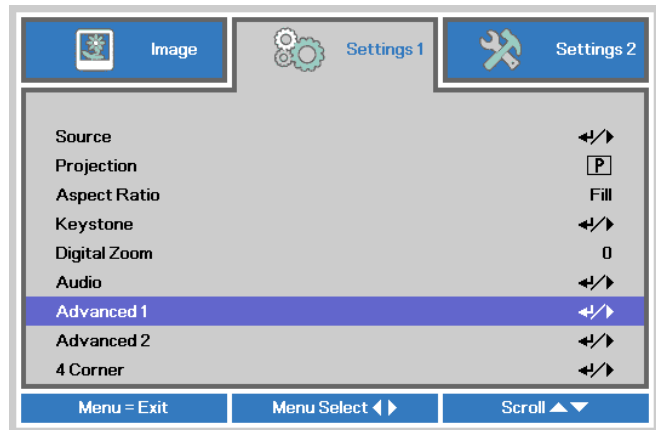 Image Settings 1 Settings 2
Source
Projection P
Aspect Ratio Fill
Keystone
Digital Zoom 0
Audio
Advanced 1
Advanced 2
4 Corner
Menu = Exit Menu Select Scroll